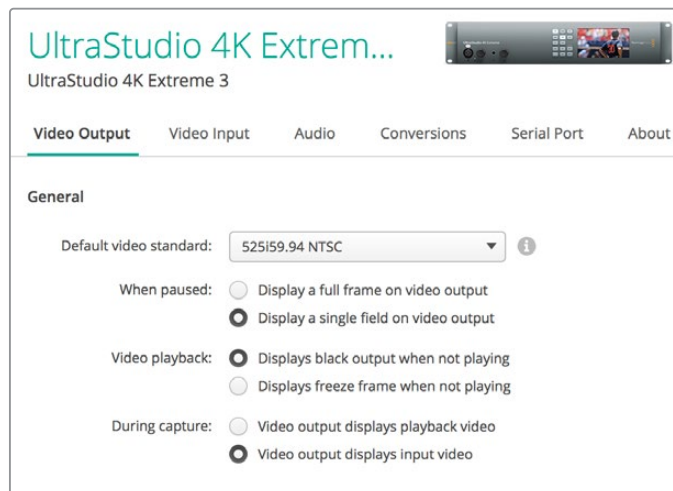 UltraStudio 4K Extrem...
UltraStudio 4K Extreme 3
Video Output Video Input Audio Conversions Serial Port About
General
Default video standard: 525i59.94 NTSC
When paused: Display a full frame on video output
Display a single field on video output
Video playback: Displays black output when not playing
Displays freeze frame when not playing
During capture: Video output displays playback video
Video output displays input video